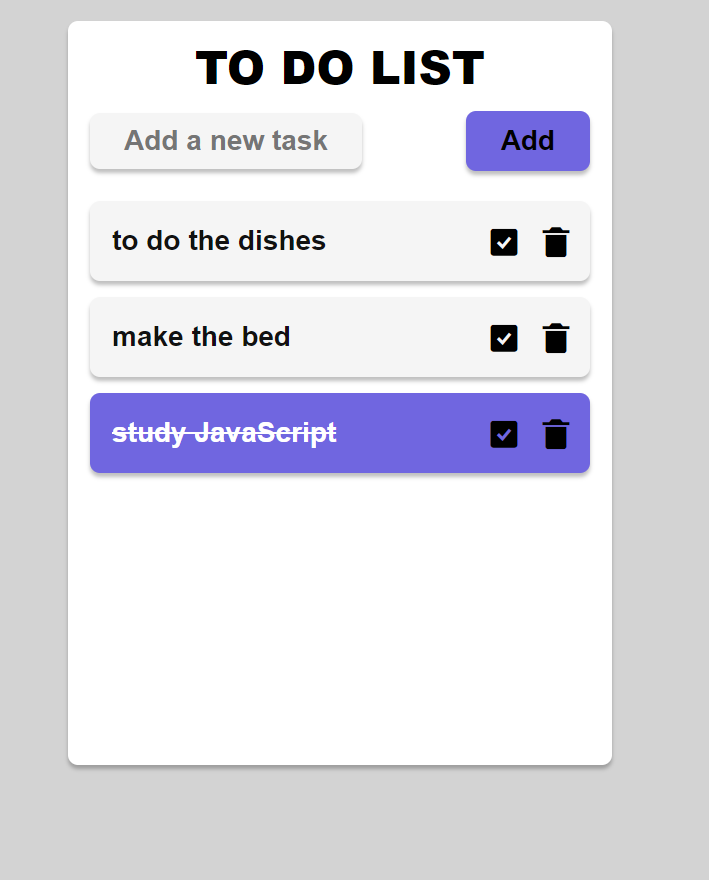 TO DO LIST
Add a new task
Add
to do the dishes
make the bed
study JavaScript